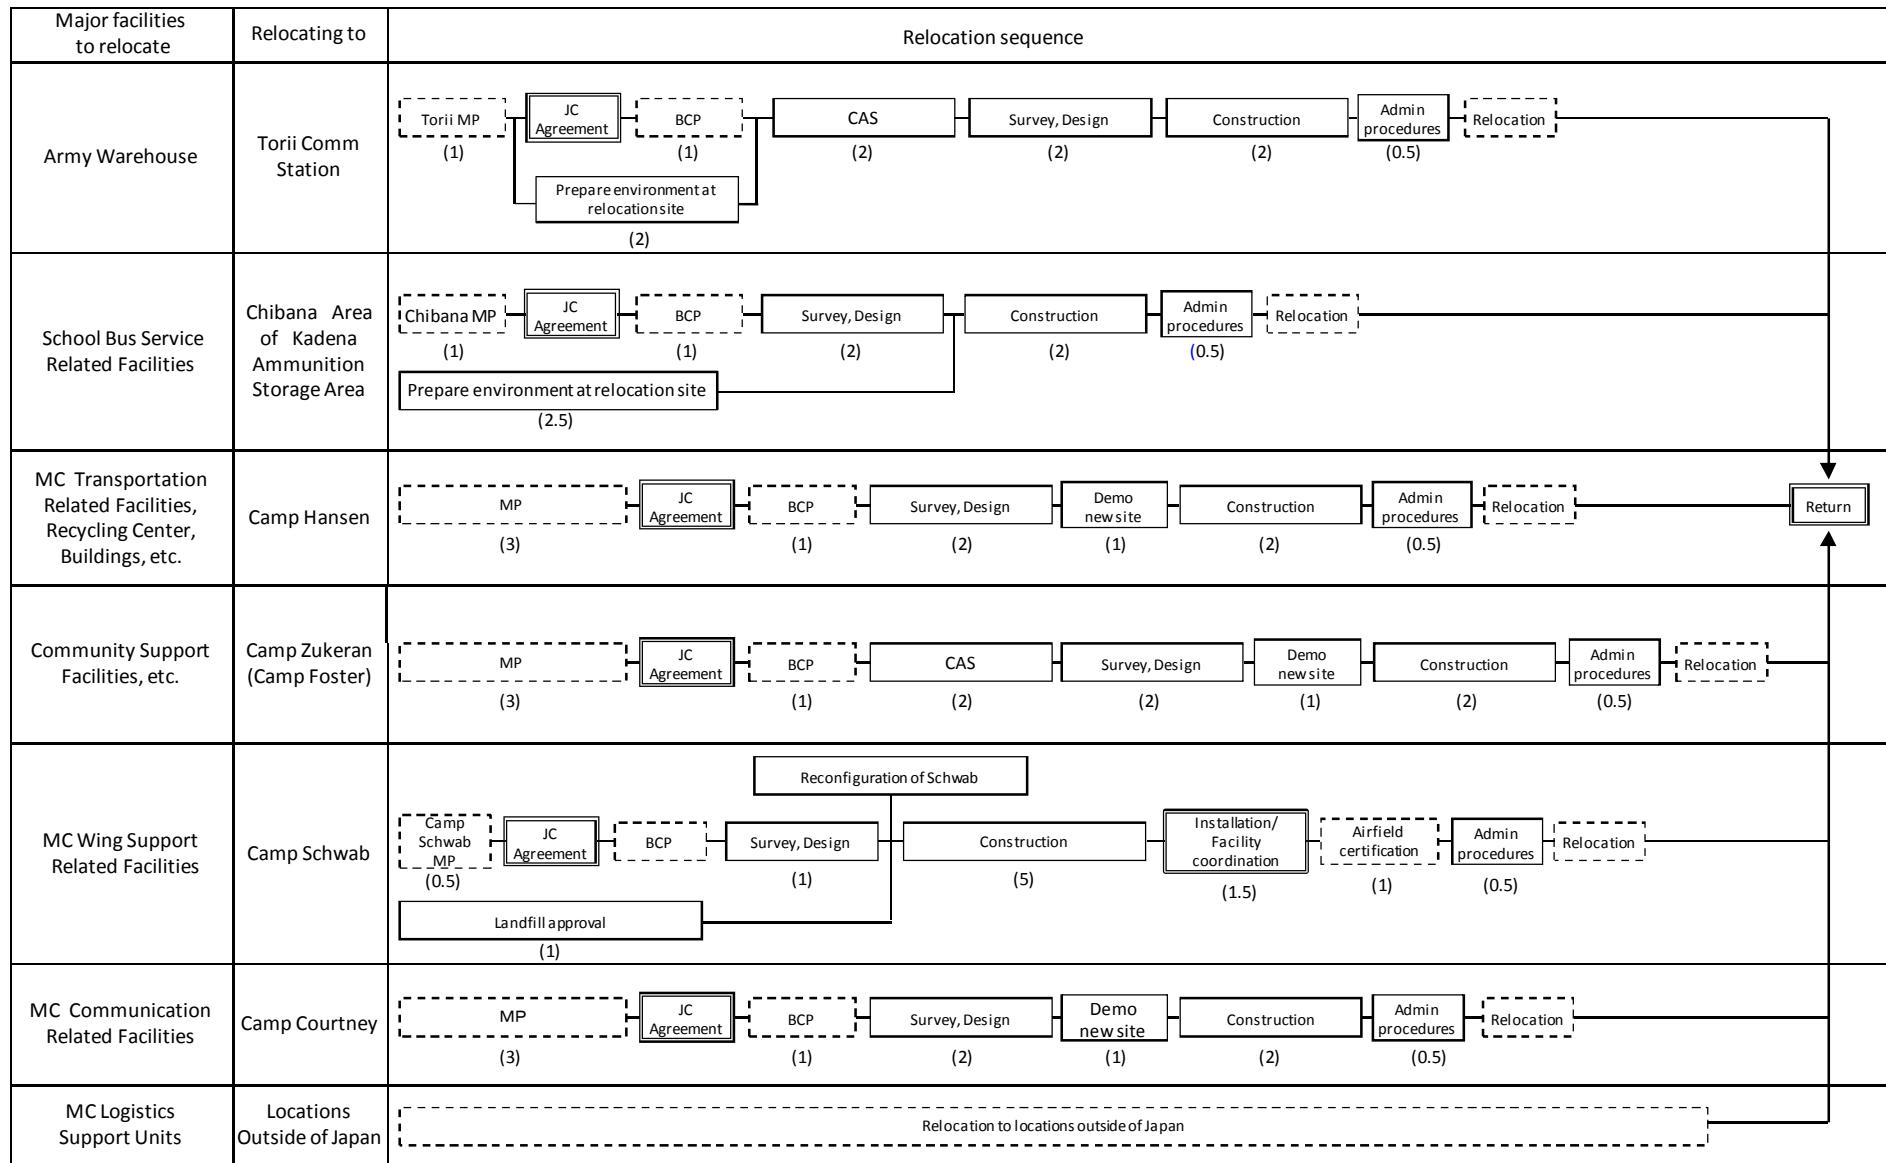 Major facilities
to relocate
Relocating to
Relocation sequence
Army Warehouse
Torii Comm
Station
Torii MP
(1)
JC
Agreement
BCP
(1)
Prepare environment at
relocation site
(2)
CAS
(2)
Survey, Design
(2)
Construction
(2)
Admin
procedures
(0.5)
Relocation
School Bus Service
Related Facilities
Chibana Area
of Kadena
Ammunition
Storage Area
Chibana MP
(1)
JC
Agreement
BCP
(1)
Survey, Design
(2)
Construction
(2)
Admin
procedures
(0.5)
Relocation
Prepare environment at relocation site
(2.5)
MC Transportation
Related Facilities,
Recycling Center,
Buildings, etc.
Camp Hansen
MP
(3)
JC
Agreement
BCP
(1)
Survey, Design
(2)
Demo
new site
(1)
Construction
(2)
Admin
procedures
(0.5)
Relocation
Return
Community Support
Facilities, etc.
Camp Zukeran
(Camp Foster)
MP
(3)
JC
Agreement
BCP
(1)
CAS
(2)
Survey, Design
(2)
Demo
new site
(1)
Construction
(2)
Admin
procedures
(0.5)
Relocation
MC Wing Support
Related Facilities
Camp Schwab
Reconfiguration of Schwab
Camp
Schwab
MP
(0.5)
JC
Agreement
BCP
Survey, Design
(1)
Construction
(5)
Installation/
Facility
coordination
(1.5)
Airfield
certification
(1)
Admin
procedures
(0.5)
Relocation
Landfill approval
(1)
MC Communication
Related Facilities
Camp Courtney
MP
(3)
JC
Agreement
BCP
(1)
Survey, Design
(2)
Demo
new site
(1)
Construction
(2)
Admin
procedures
(0.5)
Relocation
MC Logistics
Support Units
Locations
Outside of Japan
Relocation to locations outside of Japan